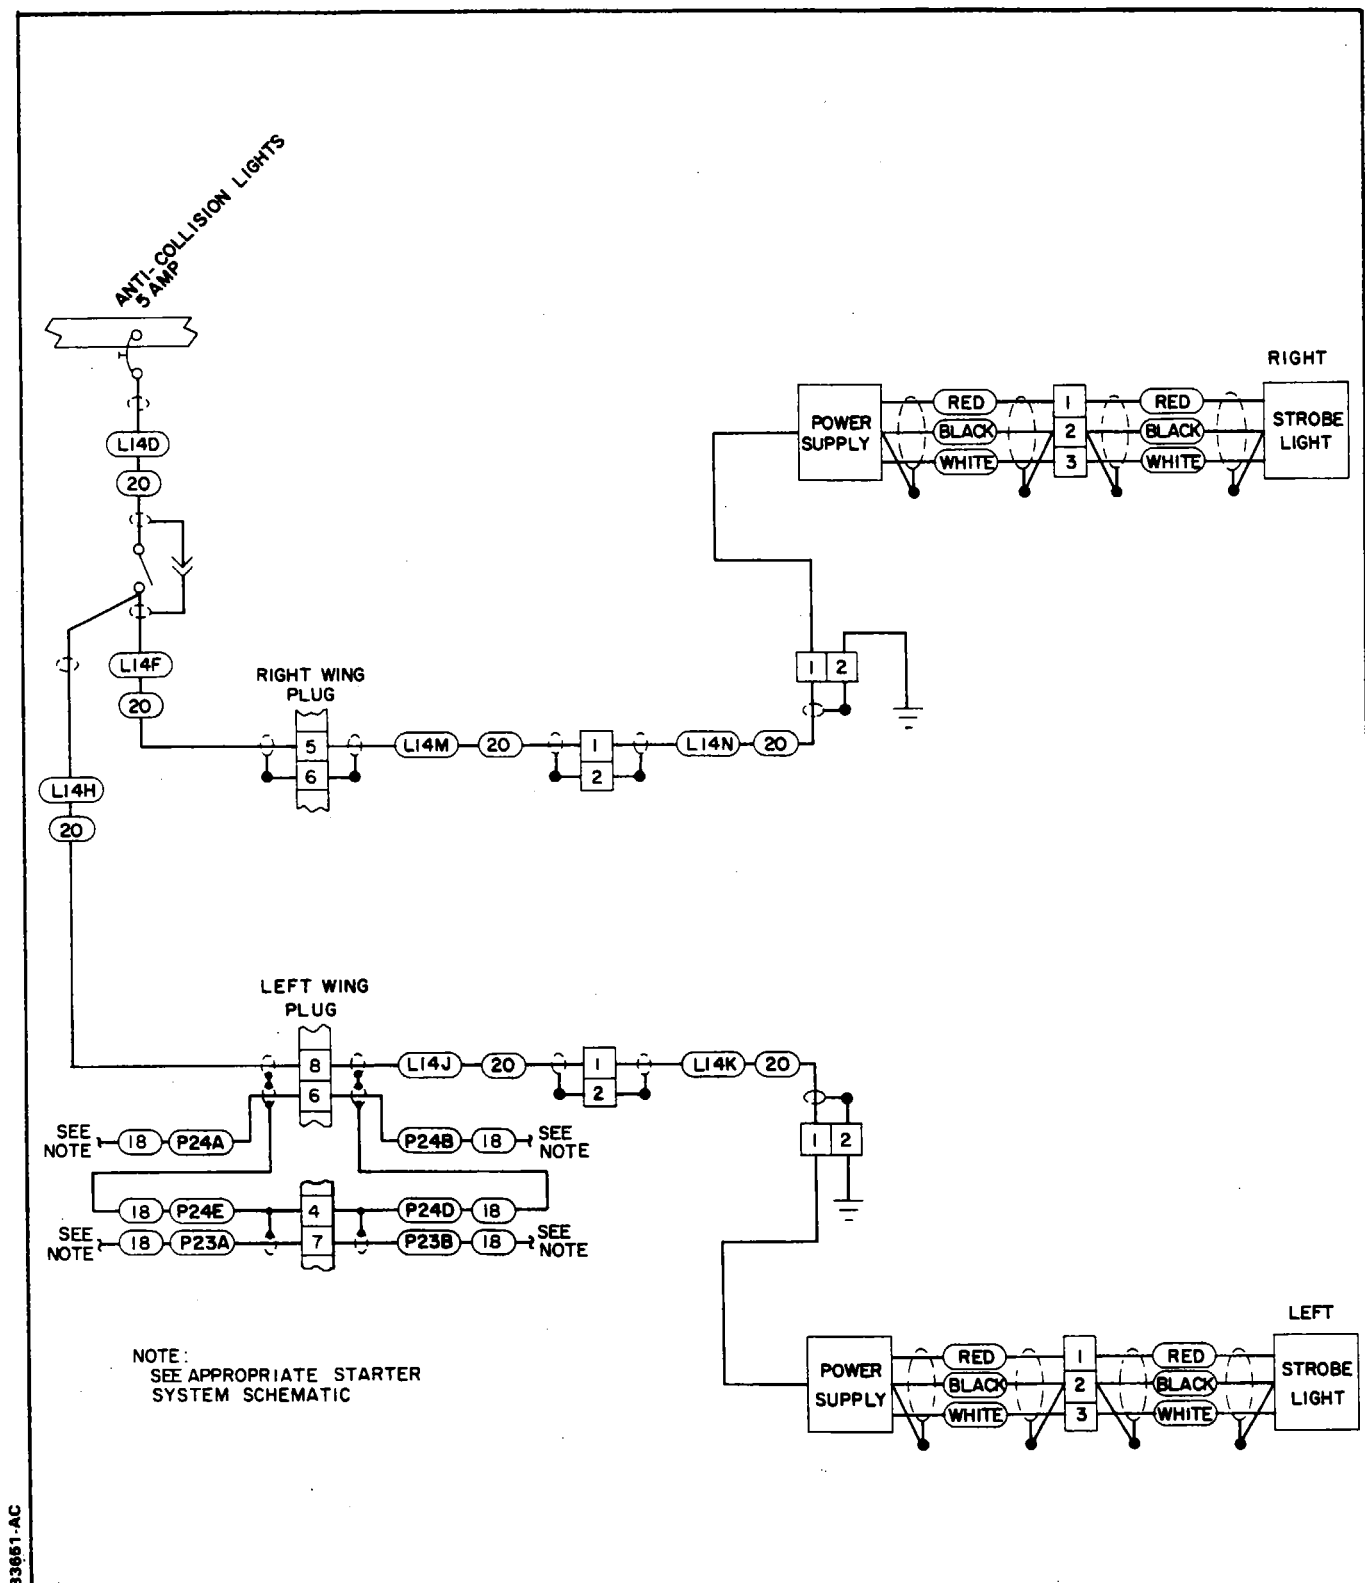 ANTI-COLLISION LIGHTS
5 AMP
L14D
20
L14F
20
L14H
20
RIGHT WING
PLUG
5
6
L14M
20
1
2
L14N
20
1 2
POWER
SUPPLY
RED
BLACK
WHITE
1
2
3
RED
BLACK
WHITE
RIGHT
STROBE
LIGHT
LEFT WING
PLUG
8
6
L14J
20
1
2
L14K
20
1 2
SEE
NOTE
18
P24A
P24B
18
SEE
NOTE
18
P24E
4
P24D
18
SEE
NOTE
18
P23A
7
P23B
18
SEE
NOTE
NOTE:
SEE APPROPRIATE STARTER
SYSTEM SCHEMATIC
POWER
SUPPLY
RED
BLACK
WHITE
1
2
3
RED
BLACK
WHITE
LEFT
STROBE
LIGHT